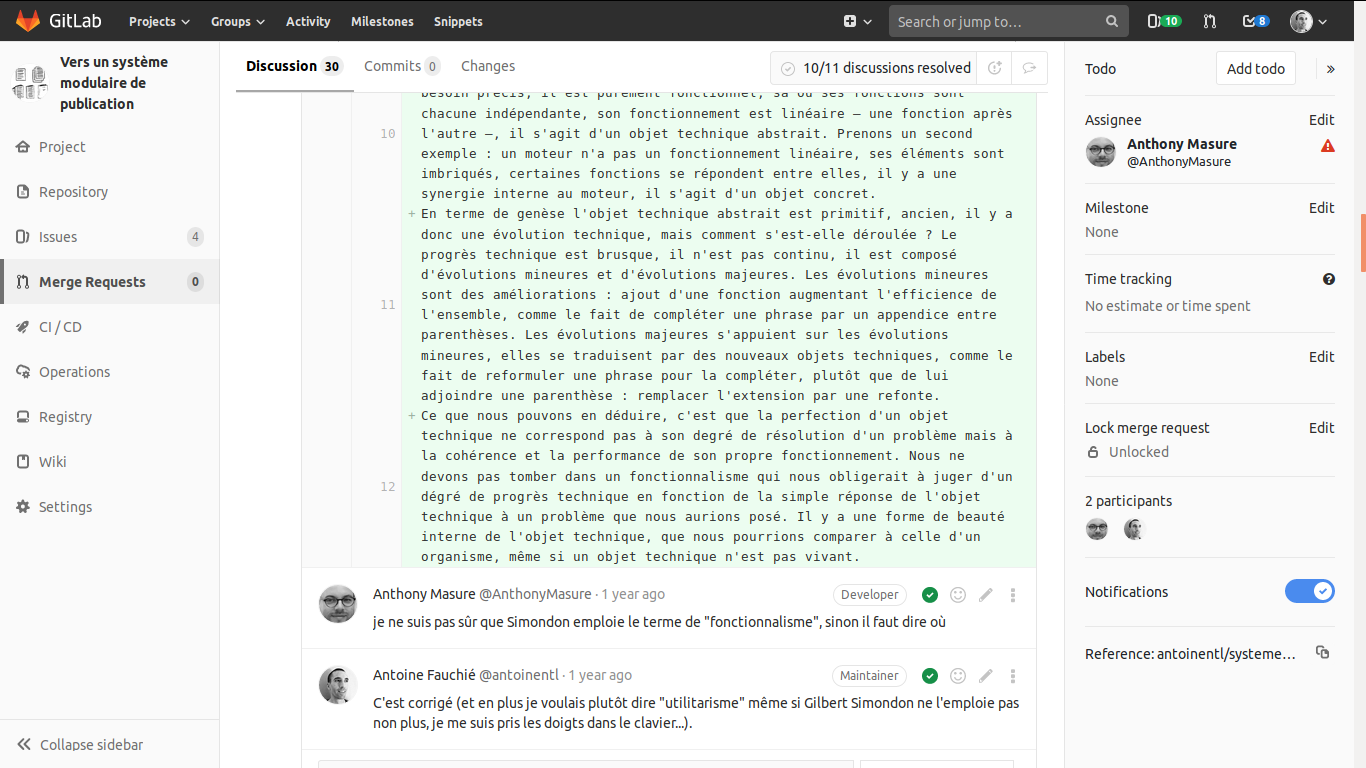 GitLab
Projects
Groups
Activity
Milestones
Snippets
Search or jump to…
10
8
Vers un système
modulaire de
publication
Project
Repository
Issues 4
Merge Requests 0
CI / CD
Operations
Registry
Wiki
Settings
Collapse sidebar
Discussion 30
Commits 0
Changes
10/11 discussions resolved
besoin précis, il est purement fonctionnel, sa ou ses fonctions sont
chacune indépendante, son fonctionnement est linéaire – une fonction après
10 l'autre –, il s'agit d'un objet technique abstrait. Prenons un second
exemple : un moteur n'a pas un fonctionnement linéaire, ses éléments sont
imbriqués, certaines fonctions se répondent entre elles, il y a une
synergie interne au moteur, il s'agit d'un objet concret.
+ En terme de genèse l'objet technique abstrait est primitif, ancien, il y a
donc une évolution technique, mais comment s'est-elle déroulée ? Le
progrès technique est brusque, il n'est pas continu, il est composé
d'évolutions mineures et d'évolutions majeures. Les évolutions mineures
11 sont des améliorations : ajout d'une fonction augmentant l'efficience de
l'ensemble, comme le fait de compléter une phrase par un appendice entre
parenthèses. Les évolutions majeures s'appuient sur les évolutions
mineures, elles se traduisent par des nouveaux objets techniques, comme le
fait de reformuler une phrase pour la compléter, plutôt que de lui
adjoindre une parenthèse : remplacer l'extension par une refonte.
+ Ce que nous pouvons en déduire, c'est que la perfection d'un objet
technique ne correspond pas à son degré de résolution d'un problème mais à
la cohérence et la performance de son propre fonctionnement. Nous ne
devons pas tomber dans un fonctionnalisme qui nous obligerait à juger d'un
12 dégré de progrès technique en fonction de la simple réponse de l'objet
technique à un problème que nous aurions posé. Il y a une forme de beauté
interne de l'objet technique, que nous pourrions comparer à celle d'un
organisme, même si un objet technique n'est pas vivant.
Anthony Masure @AnthonyMasure · 1 year ago
Developer
je ne suis pas sûr que Simondon emploie le terme de "fonctionnalisme", sinon il faut dire où
Antoine Fauchié @antoinentl · 1 year ago
Maintainer
C'est corrigé (et en plus je voulais plutôt dire "utilitarisme" même si Gilbert Simondon ne l'emploie pas
non plus, je me suis pris les doigts dans le clavier...).
Todo
Add todo
Assignee Edit
Anthony Masure
@AnthonyMasure
Milestone Edit
None
Time tracking
No estimate or time spent
Labels Edit
None
Lock merge request Edit
Unlocked
2 participants
Notifications
Reference: antoinentl/systeme…